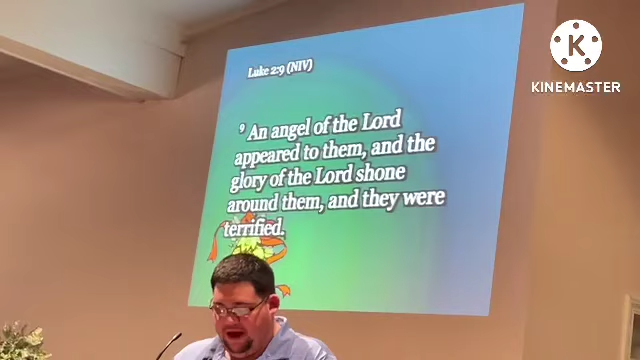 Luke 2:9 (NIV)
9 An angel of the Lord
appeared to them, and the
glory of the Lord shone
around them, and they were
terrified.
K
KINEMASTER